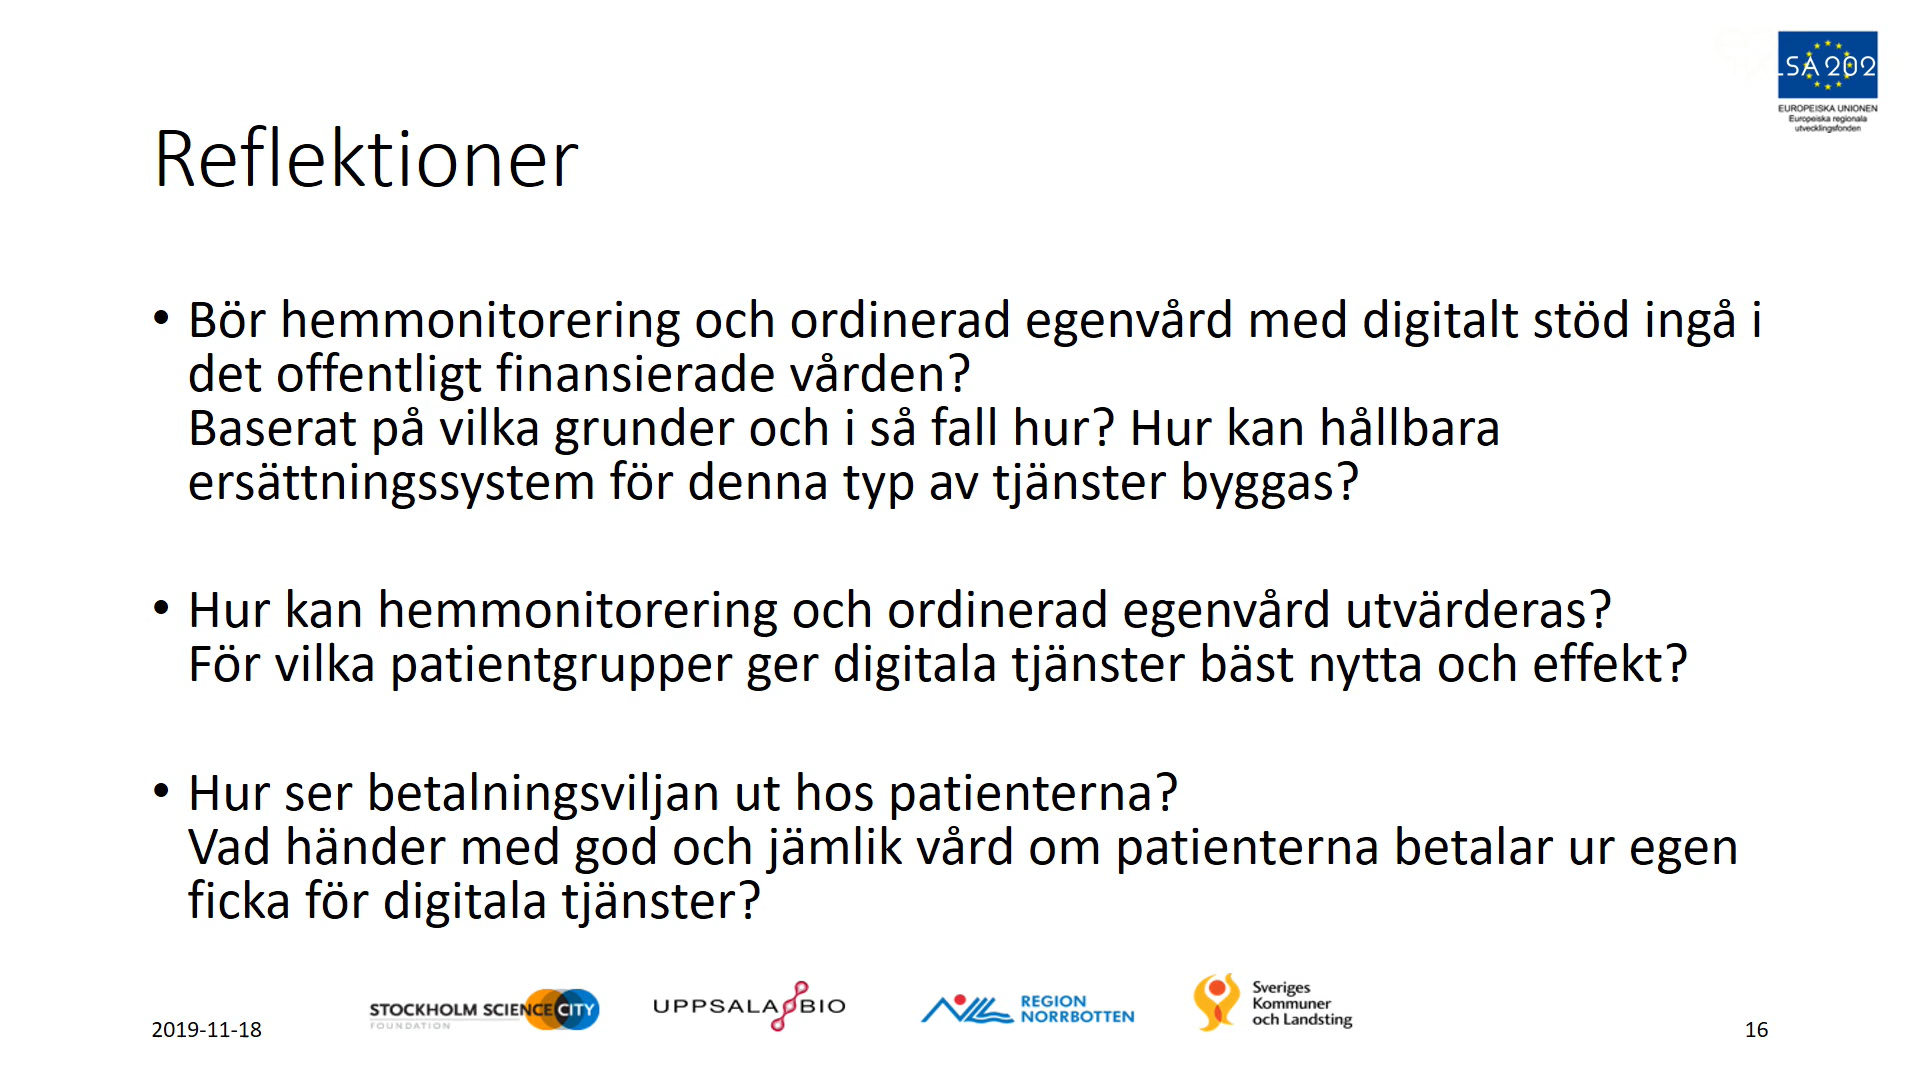 LSA 202
EUROPEISKA UNIONEN
Europeiska regionala
utvecklingsfonden
Reflektioner
• Bör hemmonitorering och ordinerad egenvård med digitalt stöd ingå i
det offentligt finansierade vården?
Baserat på vilka grunder och i så fall hur? Hur kan hållbara
ersättningssystem för denna typ av tjänster byggas?
• Hur kan hemmonitorering och ordinerad egenvård utvärderas?
För vilka patientgrupper ger digitala tjänster bäst nytta och effekt?
• Hur ser betalningsviljan ut hos patienterna?
Vad händer med god och jämlik vård om patienterna betalar ur egen
ficka för digitala tjänster?
2019-11-18
STOCKHOLM SCIENCE CITY
FOUNDATION
UPPSALA BIO
REGION
NORRBOTTEN
Sveriges
Kommuner
och Landsting
16